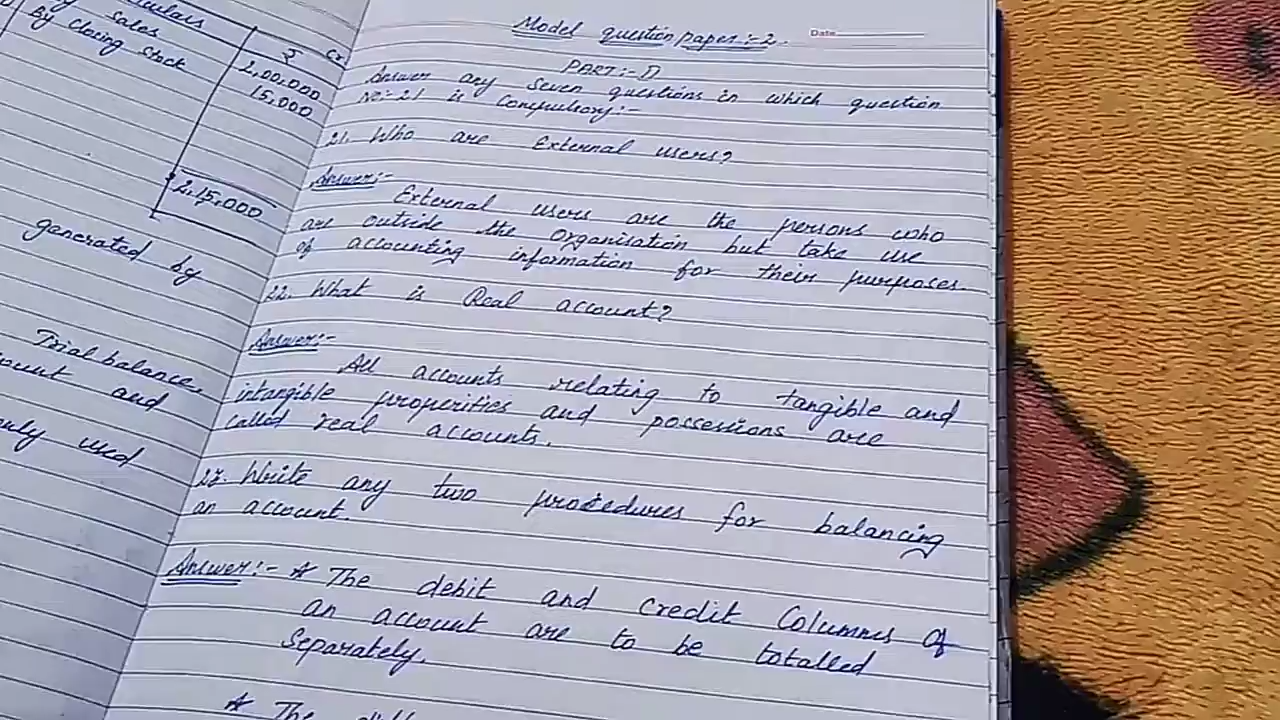 Sales
By Closing Stock
₹
Cr
2,00,000
15,000
2,15,000
generated by
Trial balance,
and
used
Model question paper:-2.
Date
PART:- D
Answer any Seven questions in which question
no:-21 is compulsory:-
21. Who are External users?
Answer:-
External users are the persons who
are outside the organisation but take use
of accounting information for their purposes.
22. What is Real account?
Answer:-
All accounts relating to tangible and
intangible properities and possessions are
called real accounts.
23. Write any two procedures for balancing
an account.
Answer:- * The debit and credit Columns of
an account are to be totalled
Separately.
* The